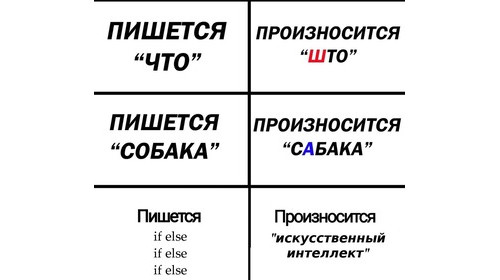 ПИШЕТСЯ
“ЧТО”
ПРОИЗНОСИТСЯ
“ШТО”
ПИШЕТСЯ
“СОБАКА”
ПРОИЗНОСИТСЯ
“САБАКА”
Пишется
if else
if else
if else
Произносится
"искусственный
интеллект"